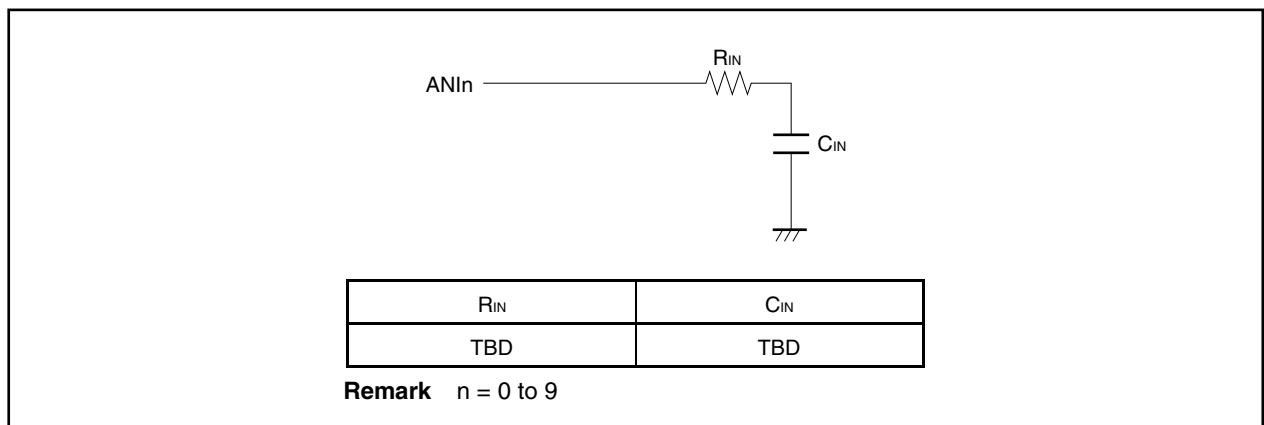 RIN
ANIn
CIN
RIN CIN
TBD TBD
Remark n = 0 to 9